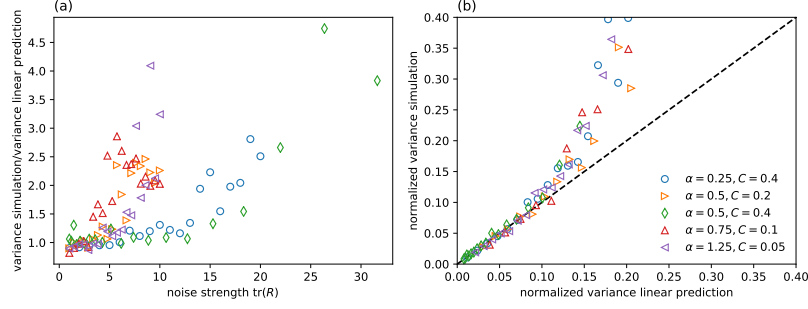 (a)
variance simulation/variance linear prediction
4.5
4.0
3.5
3.0
2.5
2.0
1.5
1.0
0 5 10 15 20 25 30
noise strength tr(R)
(b)
normalized variance simulation
0.40
0.35
0.30
0.25
0.20
0.15
0.10
0.05
0.00
α = 0.25, C = 0.4
α = 0.5, C = 0.2
α = 0.5, C = 0.4
α = 0.75, C = 0.1
α = 1.25, C = 0.05
0.00 0.05 0.10 0.15 0.20 0.25 0.30 0.35 0.40
normalized variance linear prediction